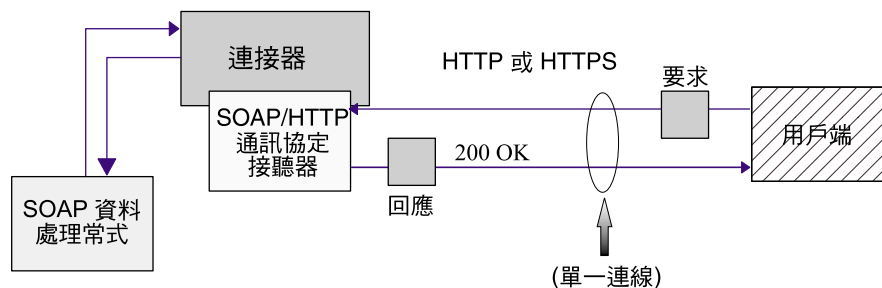 連接器
HTTP 或 HTTPS
要求
SOAP/HTTP
通訊協定
接聽器
用戶端
200 OK
回應
SOAP 資料
處理常式
(單一連線)